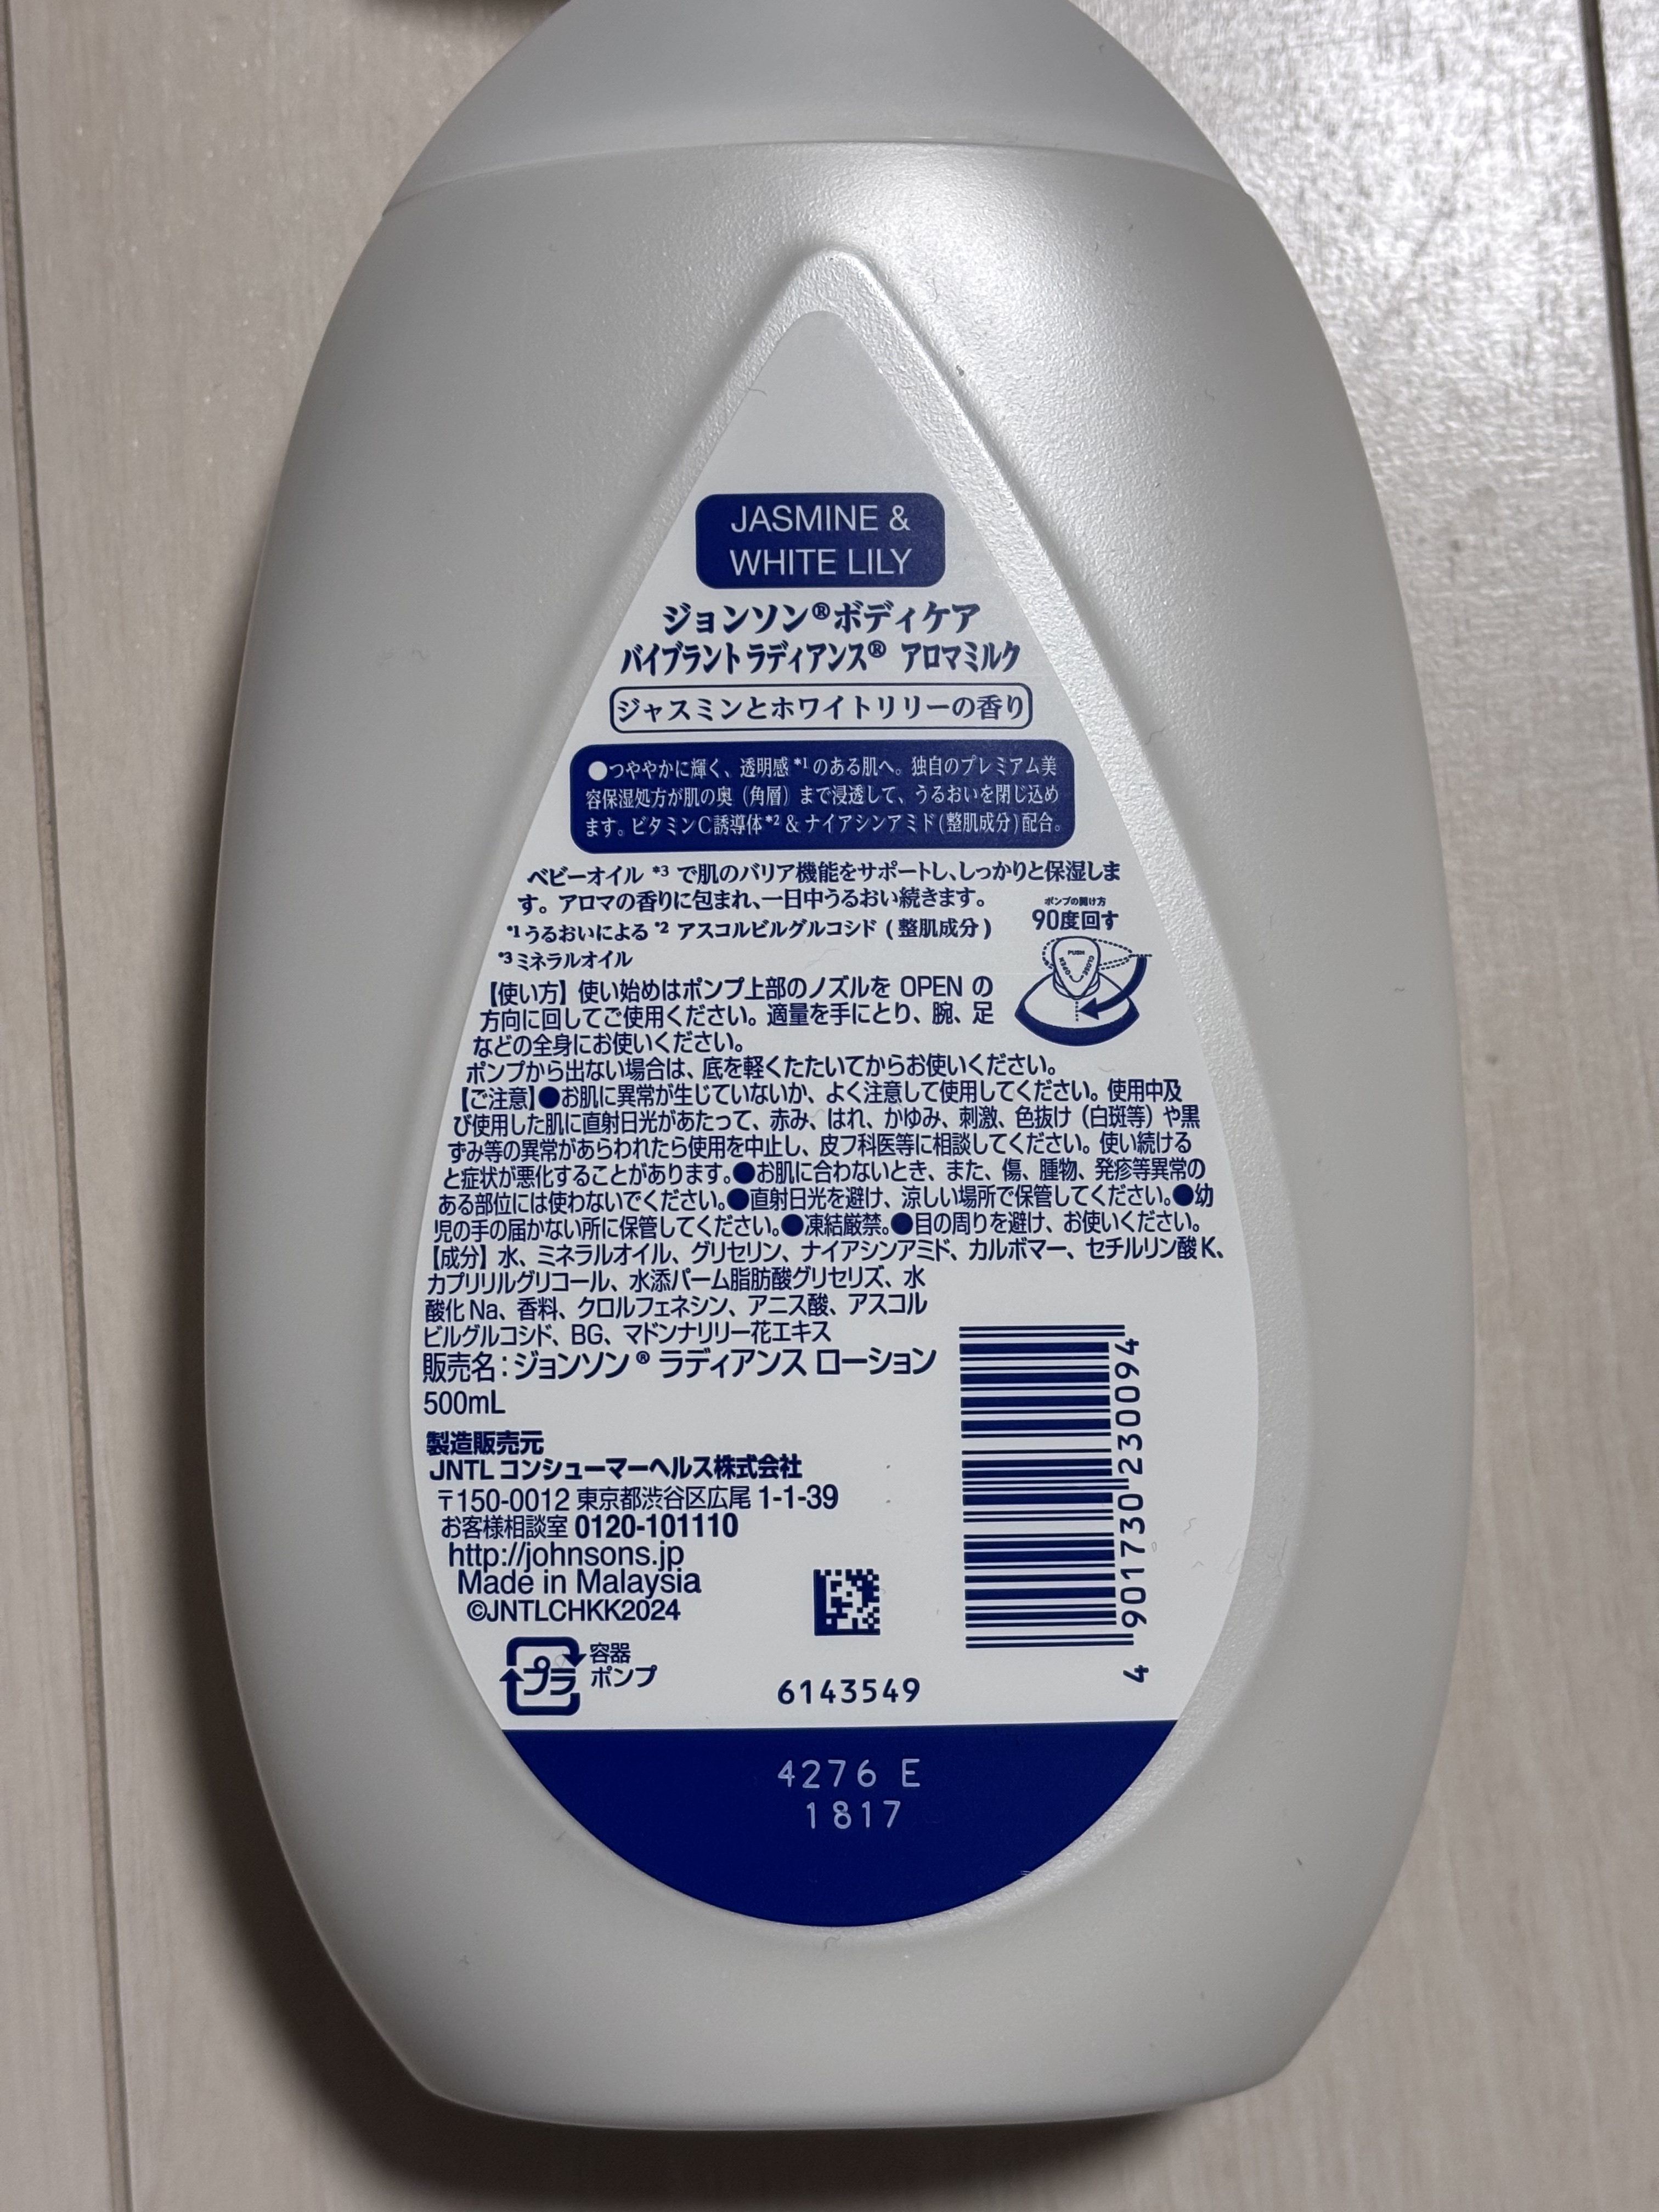 JASMINE &
WHITE LILY
ジョンソン®ボディケア
バイブラントラディアンス® アロマミルク
ジャスミンとホワイトリリーの香り
●つややかに輝く、透明感*1のある肌へ。独自のプレミアム美
容保湿処方が肌の奥（角層）まで浸透して、うるおいを閉じ込め
ます。ビタミンC誘導体*2 & ナイアシンアミド(整肌成分)配合。
ベビーオイル *3 で肌のバリア機能をサポートし、しっかりと保湿しま
す。アロマの香りに包まれ、一日中うるおい続きます。
*1 うるおいによる *2 アスコルビルグルコシド ( 整肌成分 )
*3 ミネラルオイル
ポンプの開け方
90度回す
PUSH
OPEN
CLOSE
【使い方】使い始めはポンプ上部のノズルを OPEN の
方向に回してご使用ください。適量を手にとり、腕、足
などの全身にお使いください。
ポンプから出ない場合は、底を軽くたたいてからお使いください。
【ご注意】●お肌に異常が生じていないか、よく注意して使用してください。使用中及
び使用した肌に直射日光があたって、赤み、はれ、かゆみ、刺激、色抜け（白斑等）や黒
ずみ等の異常があらわれたら使用を中止し、皮フ科医等に相談してください。使い続ける
と症状が悪化することがあります。●お肌に合わないとき、また、傷、腫物、発疹等異常の
ある部位には使わないでください。●直射日光を避け、涼しい場所で保管してください。●幼
児の手の届かない所に保管してください。●凍結厳禁。●目の周りを避け、お使いください。
【成分】水、ミネラルオイル、グリセリン、ナイアシンアミド、カルボマー、セチルリン酸K、
カプリリルグリコール、水添パーム脂肪酸グリセリズ、水
酸化Na、香料、クロルフェネシン、アニス酸、アスコル
ビルグルコシド、BG、マドンナリリー花エキス
販売名：ジョンソン® ラディアンス ローション
500mL
製造販売元
JNTL コンシューマーヘルス株式会社
〒150-0012 東京都渋谷区広尾 1-1-39
お客様相談室 0120-101110
http://johnsons.jp
Made in Malaysia
©JNTLCHKK2024
プラ
容器
ポンプ
6143549
4 901730 230094
4276 E
1817